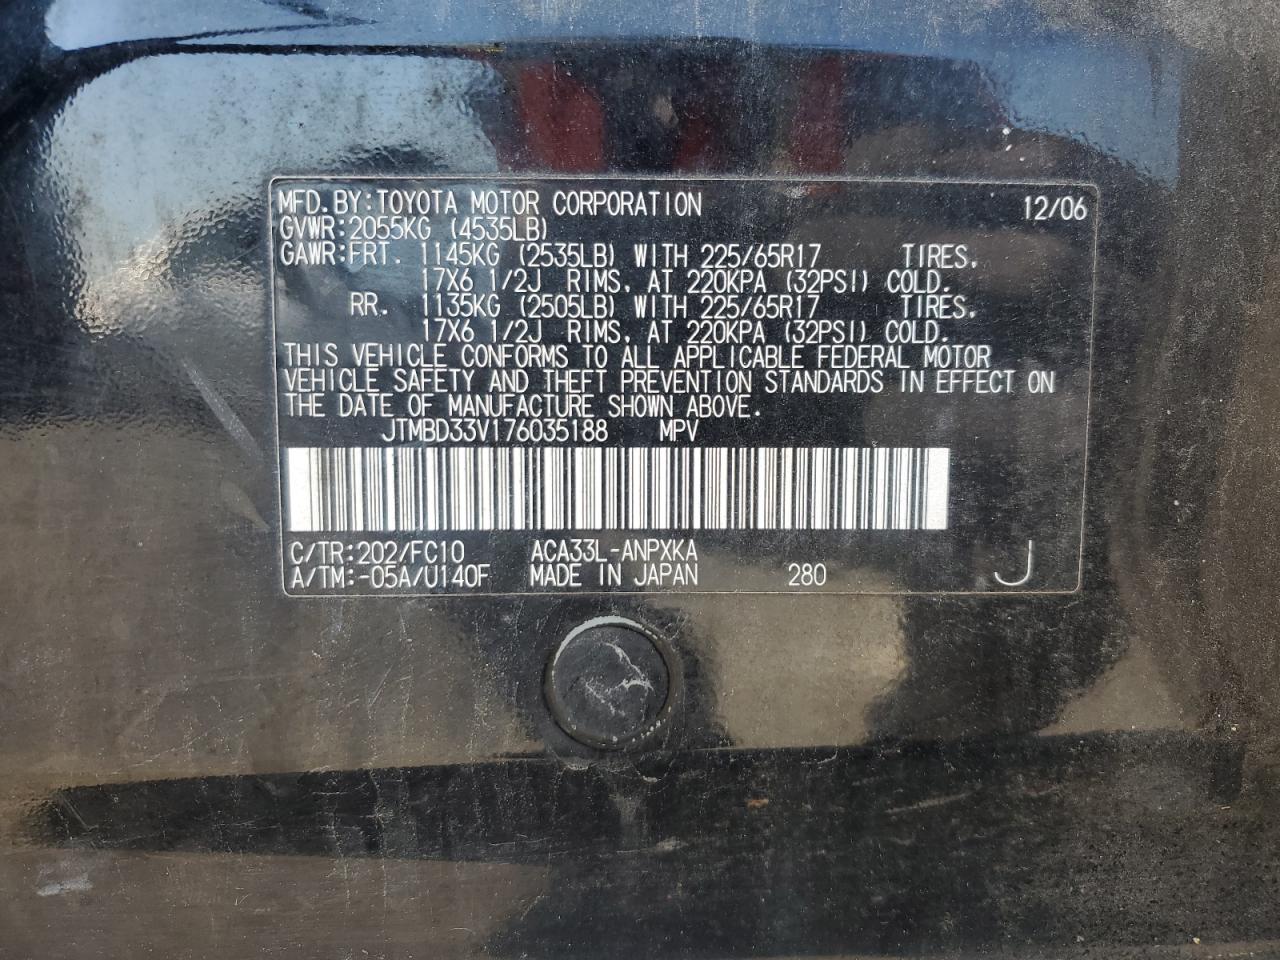 MFD. BY: TOYOTA MOTOR CORPORATION 12/06
GVWR: 2055KG (4535LB)
GAWR: FRT. 1145KG (2535LB) WITH 225/65R17 TIRES,
17X6 1/2J RIMS, AT 220KPA (32PSI) COLD.
RR. 1135KG (2505LB) WITH 225/65R17 TIRES,
17X6 1/2J RIMS, AT 220KPA (32PSI) COLD.
THIS VEHICLE CONFORMS TO ALL APPLICABLE FEDERAL MOTOR
VEHICLE SAFETY AND THEFT PREVENTION STANDARDS IN EFFECT ON
THE DATE OF MANUFACTURE SHOWN ABOVE.
JTMBD33V176035188 MPV
C/TR: 202/FC10 ACA33L-ANPXKA
A/TM: -05A/U140F MADE IN JAPAN 280 J